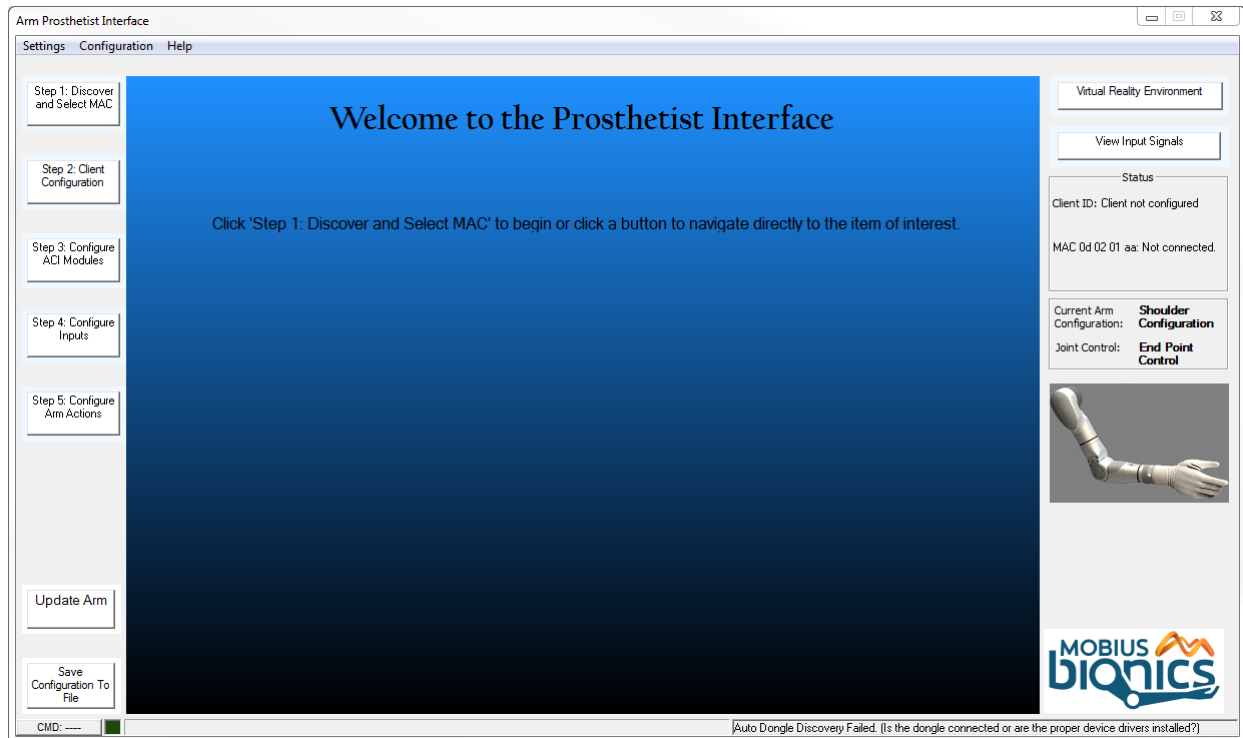 Arm Prosthetist Interface
Settings Configuration Help
Step 1: Discover
and Select MAC
Step 2: Client
Configuration
Step 3: Configure
ACI Modules
Step 4: Configure
Inputs
Step 5: Configure
Arm Actions
Update Arm
Save
Configuration To
File
Welcome to the Prosthetist Interface
Click 'Step 1: Discover and Select MAC' to begin or click a button to navigate directly to the item of interest.
Virtual Reality Environment
View Input Signals
Status
Client ID: Client not configured
MAC 0d 02 01 aa: Not connected.
Current Arm
Configuration:
Shoulder
Configuration
Joint Control:
End Point
Control
MOBIUS
bionics
CMD: ----
Auto Dongle Discovery Failed. (Is the dongle connected or are the proper device drivers installed?)